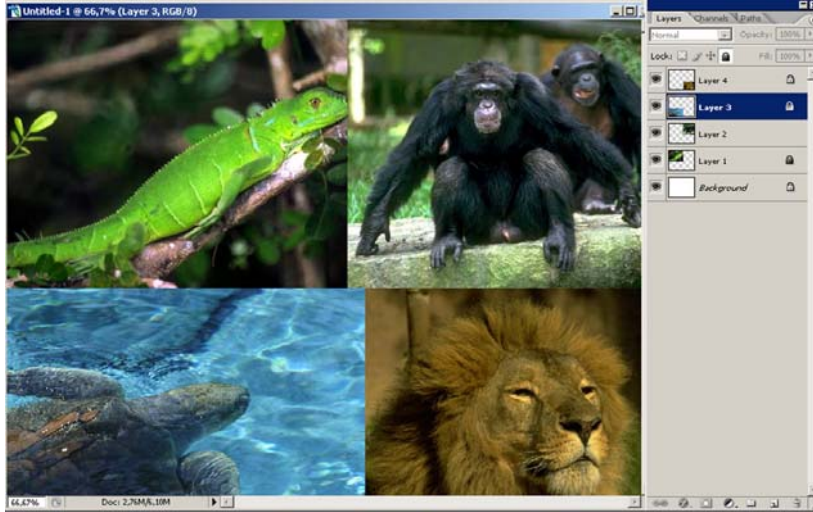 Untitled-1 @ 66,7% (Layer 3, RGB/8)
Layers Channels Paths
Normal Opacity: 100%
Lock: Fill: 100%
Layer 4
Layer 3
Layer 2
Layer 1
Background
66,67% Doc: 2,76M/6,10M